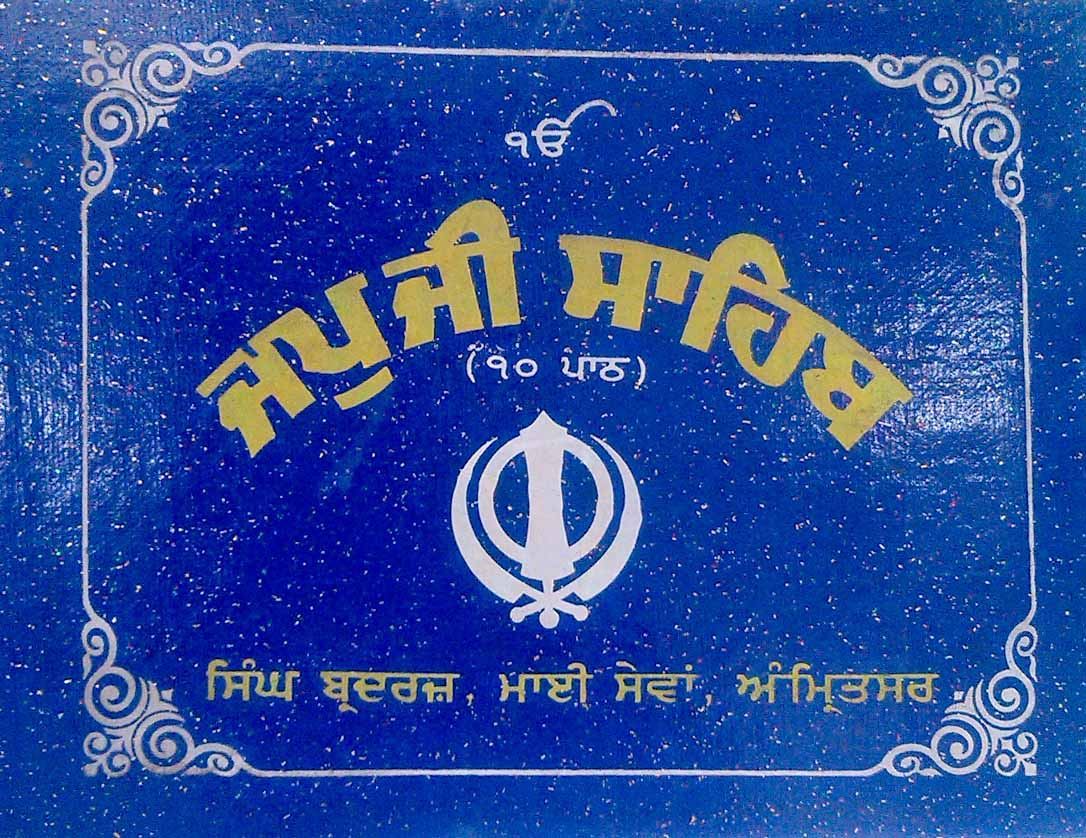 ੴ
ਜਪੁਜੀ ਸਾਹਿਬ
(੧੦ ਪਾਠ)
ਸਿੰਘ ਬ੍ਰਦਰਜ਼, ਮਾਈ ਸੇਵਾਂ, ਅੰਮ੍ਰਿਤਸਰ